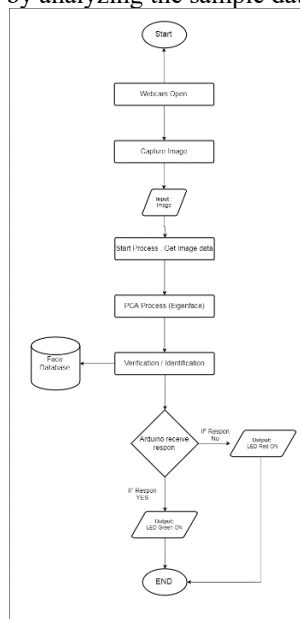 by analyzing the sample data
Start
Webcam Open
Capture Image
Input :
Image
Start Process , Get Image data
PCA Process (Eigenface)
Face
Database
Verification / Identification
Arduino receive
respon
IF Respon
No
Output:
LED Red ON
IF Respon
YES
Output:
LED Green ON
END